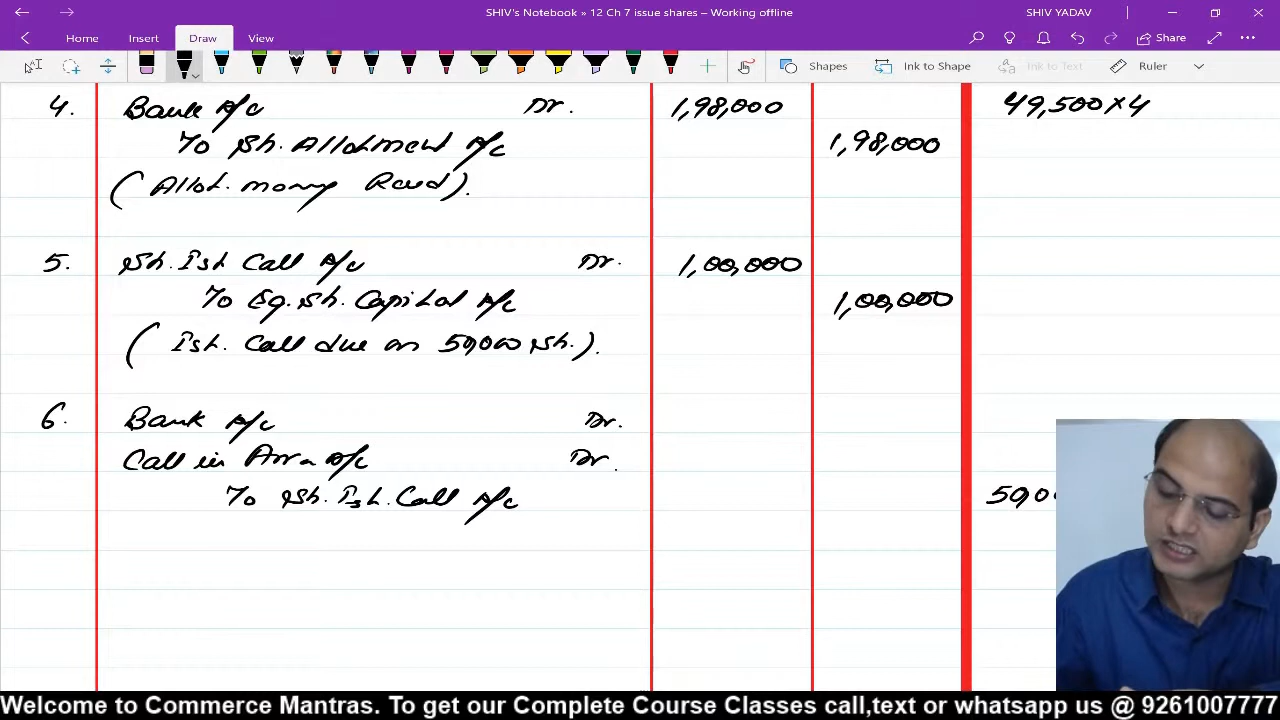 SHIV's Notebook » 12 Ch 7 issue shares – Working offline
SHIV YADAV
Home Insert Draw View
Share
Shapes Ink to Shape Ink to Text Ruler
4. Bank A/c Dr. 1,98,000 49,500 × 4
To Sh. Allotment A/c 1,98,000
(Allot. money Recd).
5. Sh. Ist Call A/c Dr. 1,00,000
To Eq. Sh. Capital A/c 1,00,000
(Ist. Call due on 50,000 Sh.).
6. Bank A/c Dr.
Call in Arra A/c Dr.
To Sh. Ist. Call A/c
Welcome to Commerce Mantras. To get our Complete Course Classes call,text or whatsapp us @ 9261007777